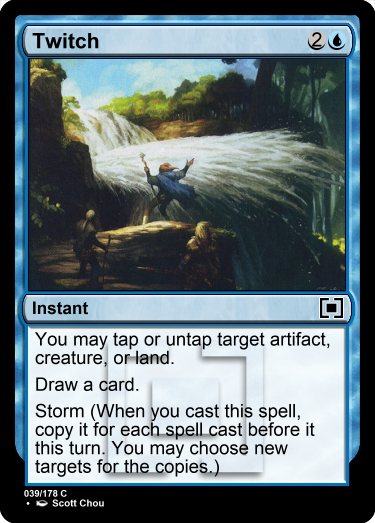 Twitch 2
Instant
You may tap or untap target artifact,
creature, or land.
Draw a card.
Storm (When you cast this spell,
copy it for each spell cast before it
this turn. You may choose new
targets for the copies.)
039/178 C
• Scott Chou